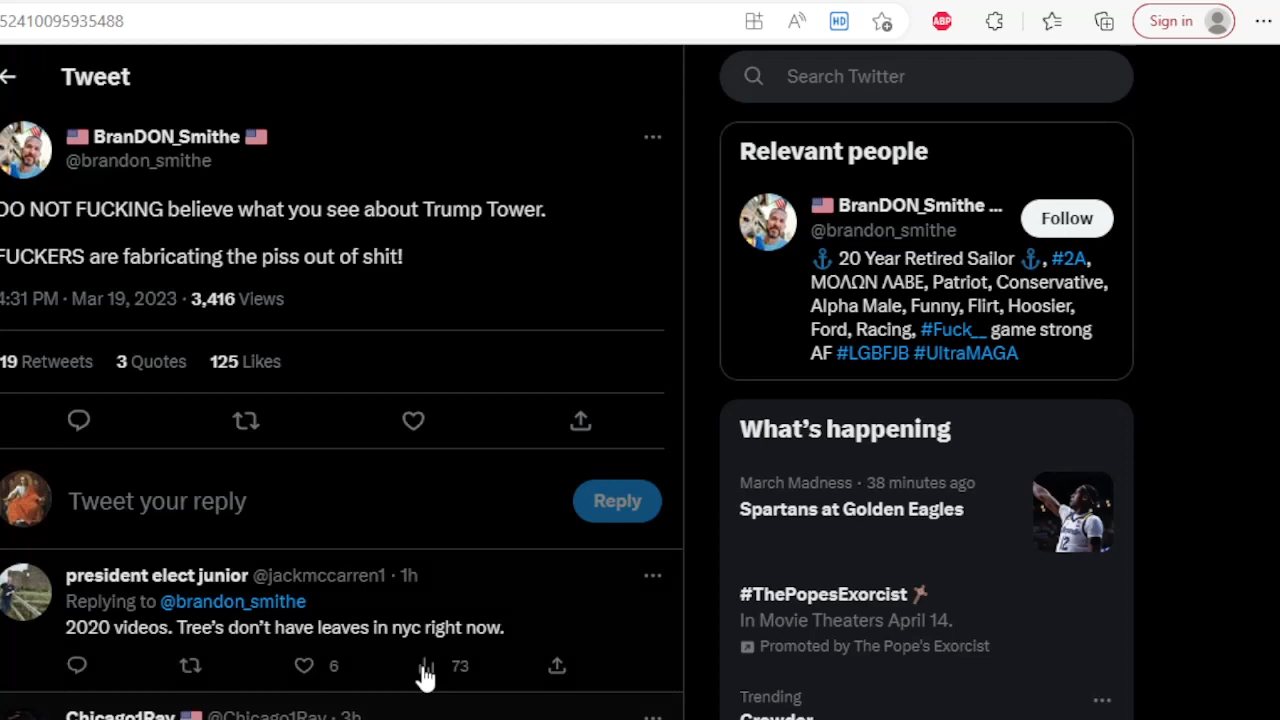 52410095935488
HD
ABP
Sign in
Tweet
BranDON_Smithe
@brandon_smithe
DO NOT FUCKING believe what you see about Trump Tower.
FUCKERS are fabricating the piss out of shit!
4:31 PM · Mar 19, 2023 · 3,416 Views
19 Retweets 3 Quotes 125 Likes
Tweet your reply
Reply
president elect junior @jackmccarren1 · 1h
Replying to @brandon_smithe
2020 videos. Tree’s don’t have leaves in nyc right now.
6 73
Chicago1Ray @Chicago1Ray · 3h
Search Twitter
Relevant people
BranDON_Smithe ...
@brandon_smithe
Follow
20 Year Retired Sailor , #2A,
ΜΟΛΩΝ ΛΑΒΕ, Patriot, Conservative,
Alpha Male, Funny, Flirt, Hoosier,
Ford, Racing, #Fuck__ game strong
AF #LGBFJB #UltraMAGA
What’s happening
March Madness · 38 minutes ago
Spartans at Golden Eagles
#ThePopesExorcist
In Movie Theaters April 14.
Promoted by The Pope's Exorcist
Trending
Crowder